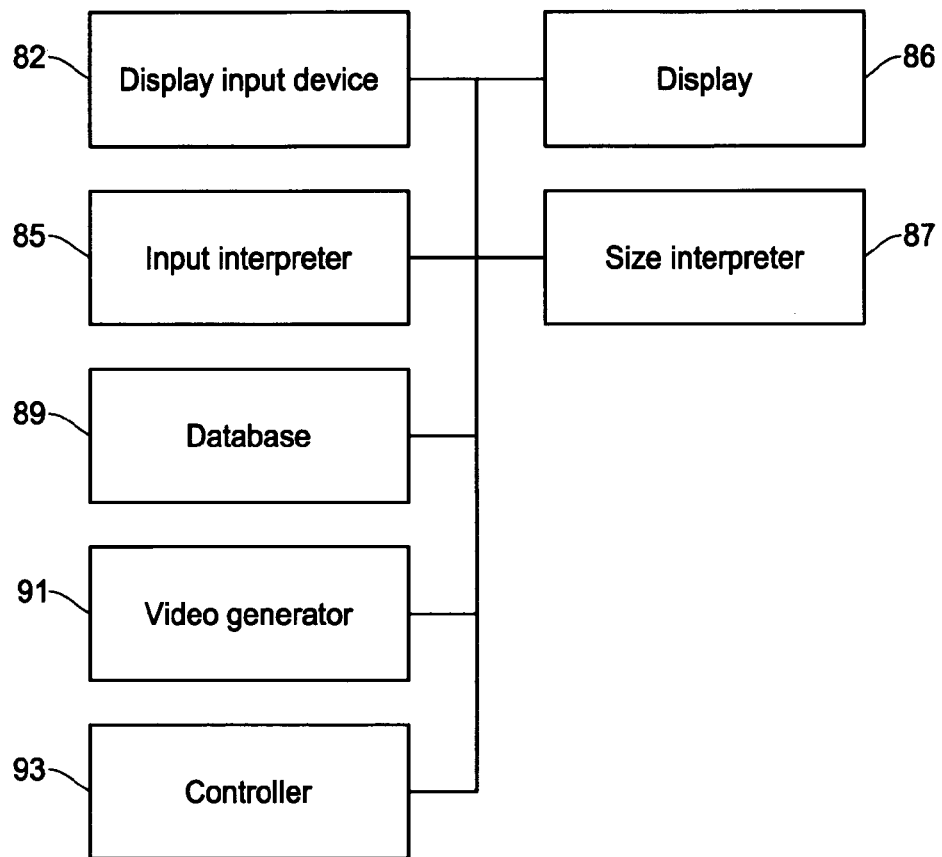 82 Display input device
Display 86
85 Input interpreter
Size interpreter 87
89 Database
91 Video generator
93 Controller